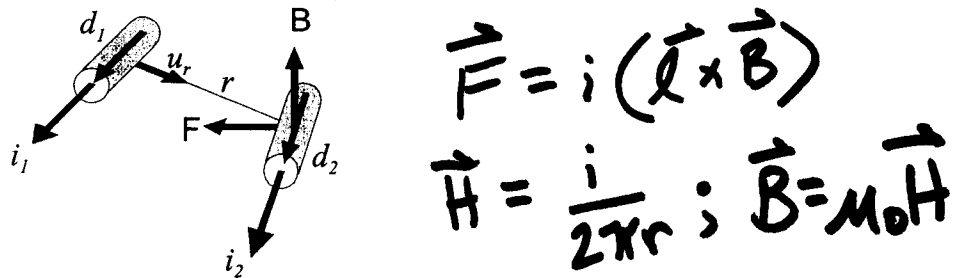 d₁
B
uᵣ
r
F
i₁
d₂
i₂
F⃗ = i (l⃗ x B⃗)
H⃗ = i / 2πr ; B⃗ = μ₀H⃗